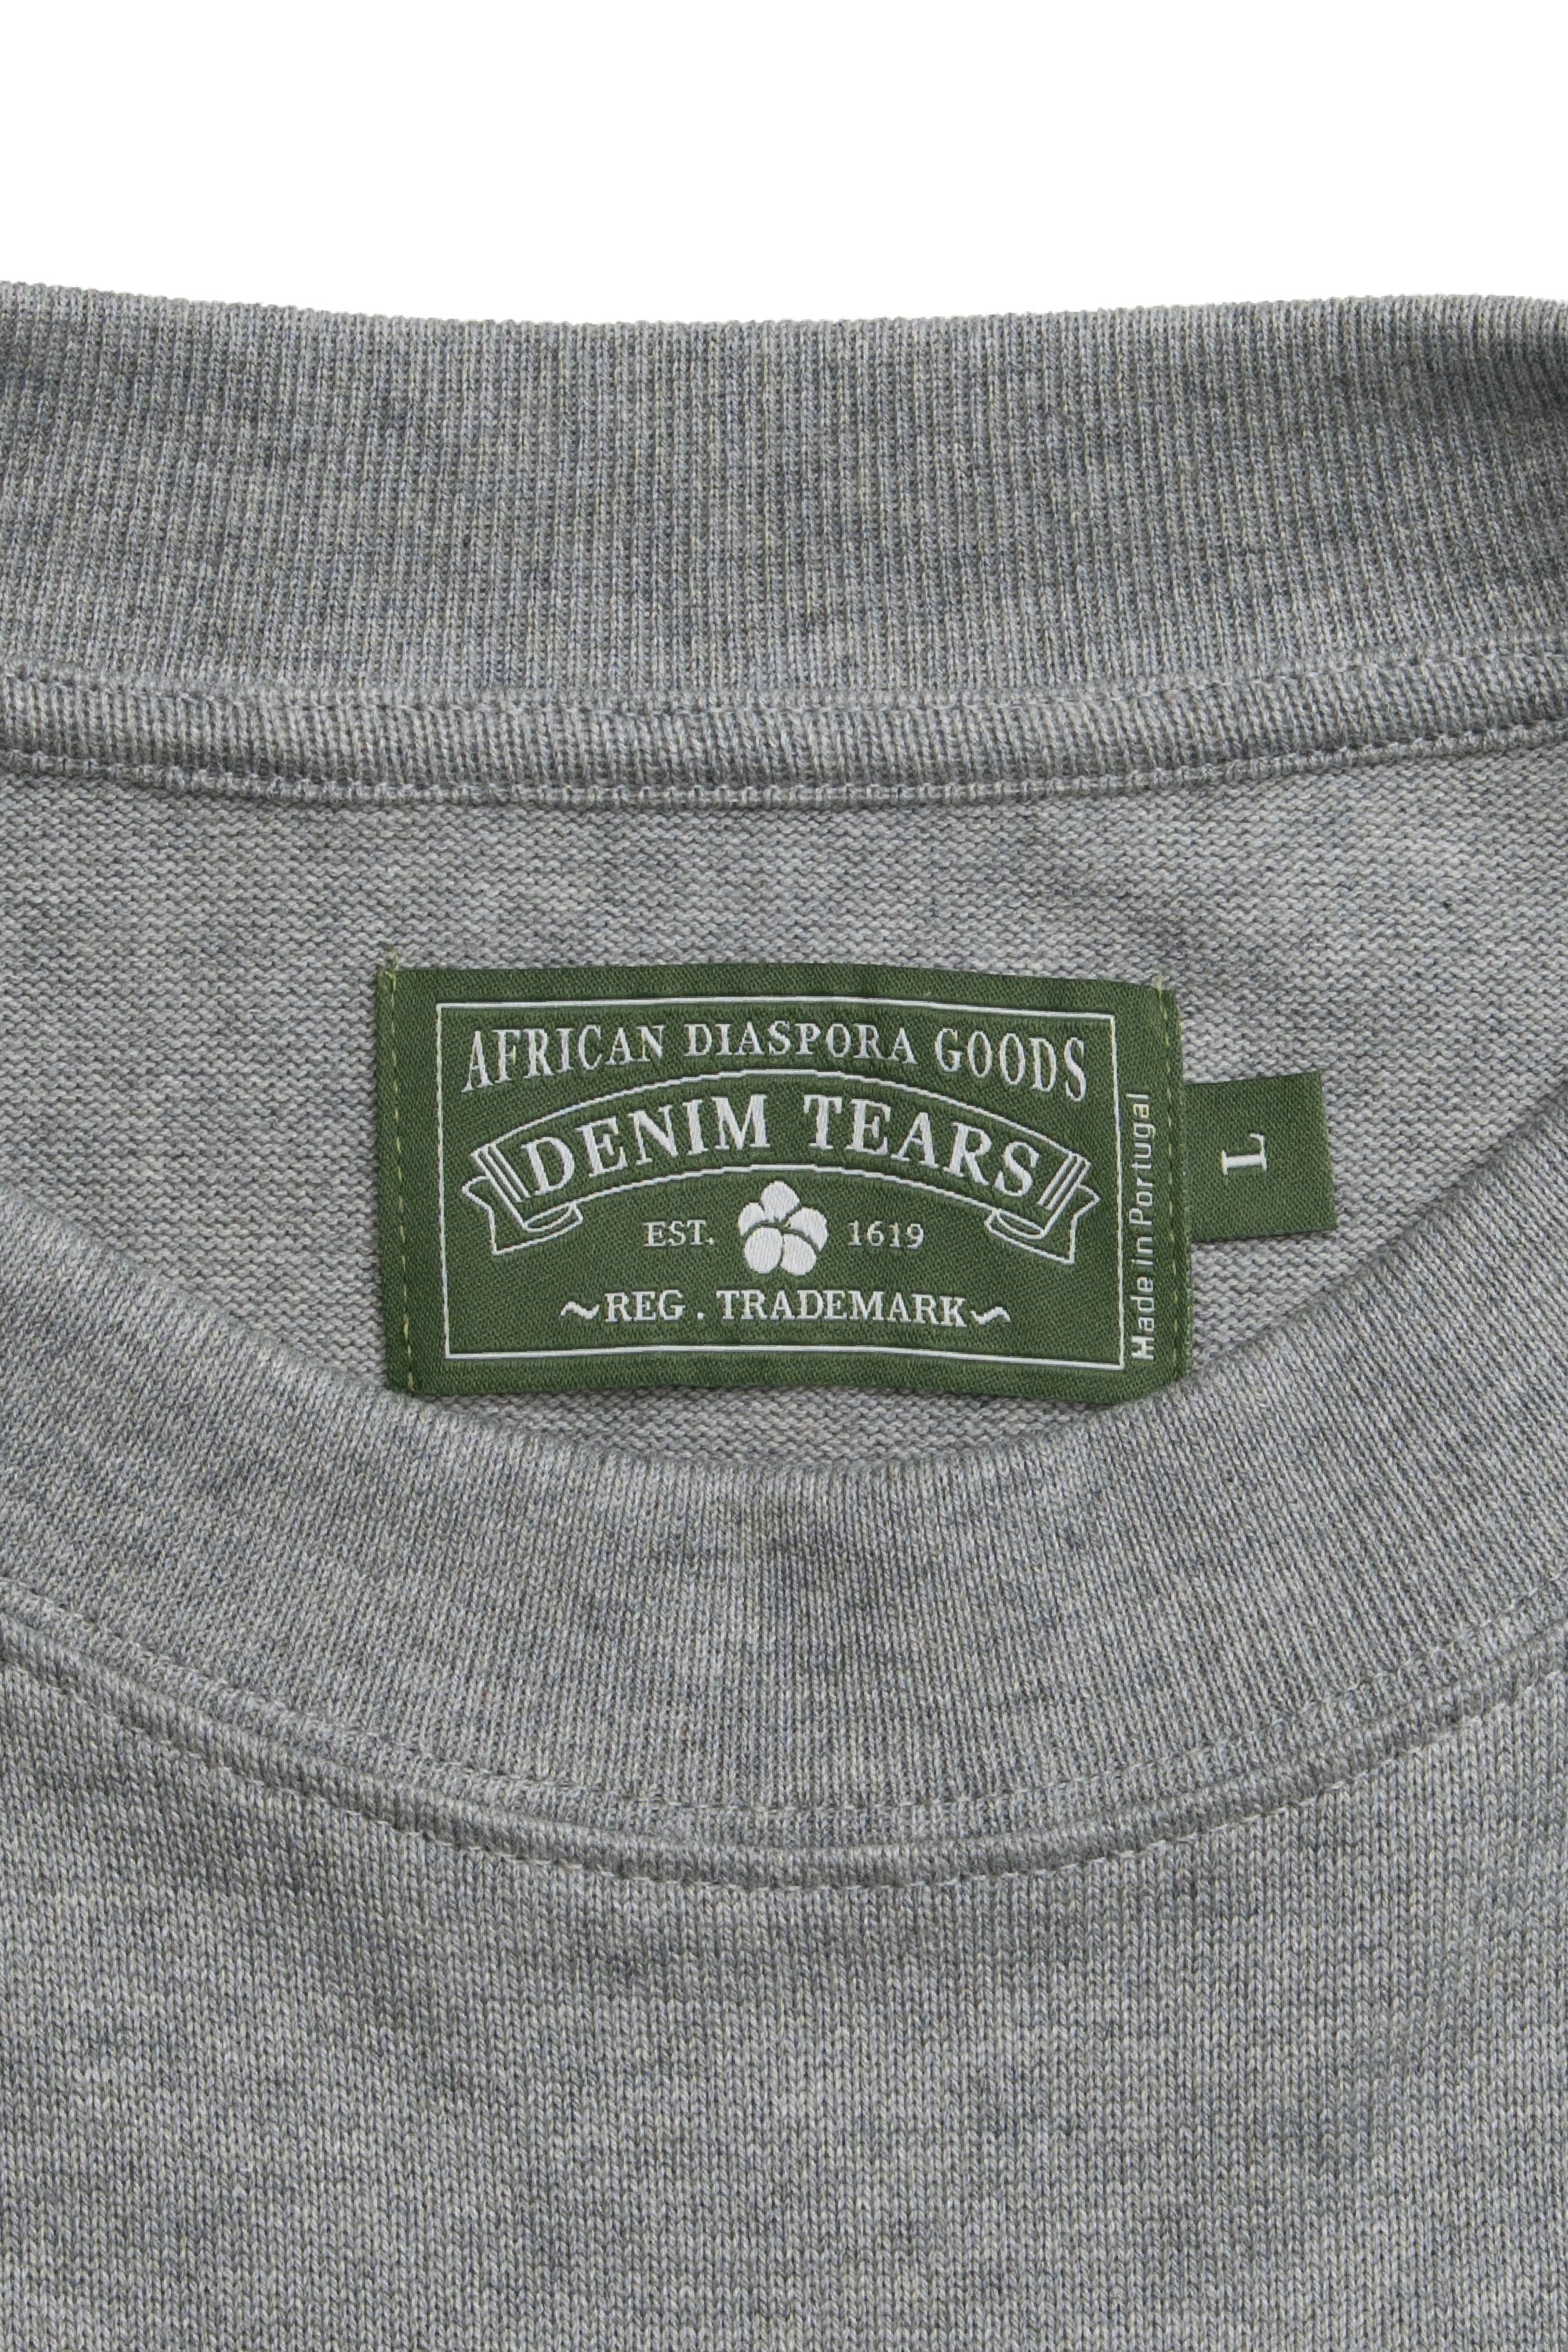 AFRICAN DIASPORA GOODS
DENIM TEARS
EST. 1619
~REG. TRADEMARK~
Made in Portugal
L